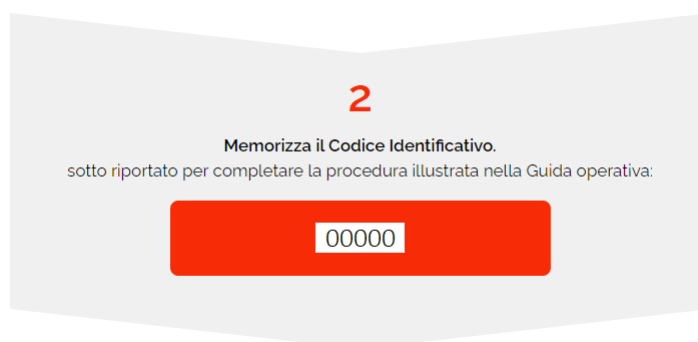 2
Memorizza il Codice Identificativo.
sotto riportato per completare la procedura illustrata nella Guida operativa:
00000